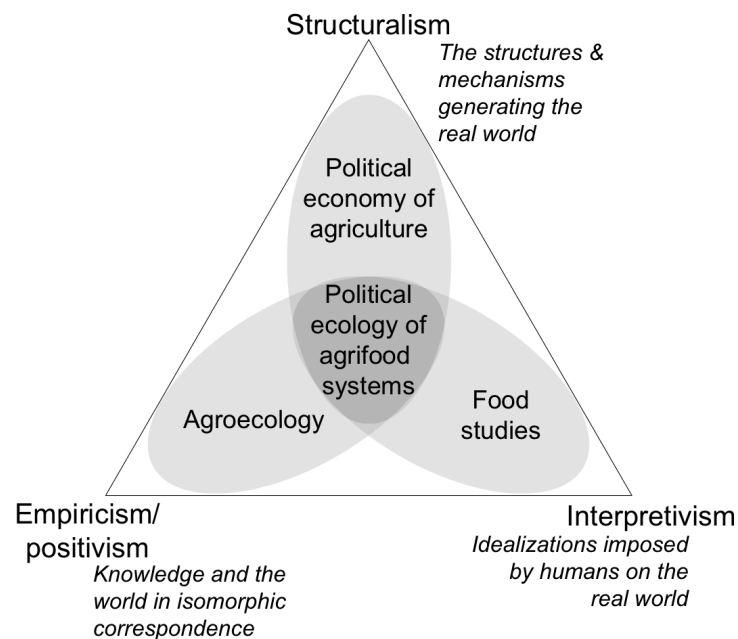 Structuralism
The structures &
mechanisms
generating the
real world
Political
economy of
agriculture
Political
ecology of
agrifood
systems
Agroecology
Food
studies
Empiricism/
positivism
Knowledge and the
world in isomorphic
correspondence
Interpretivism
Idealizations imposed
by humans on the
real world